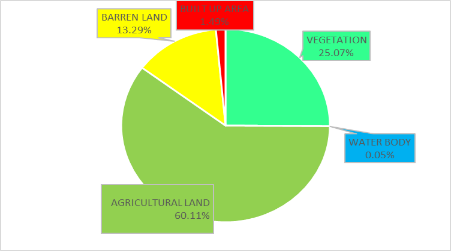 BARREN LAND
13.29%
VEGETATION
25.07%
WATER BODY
0.05%
AGRICULTURAL LAND
60.11%